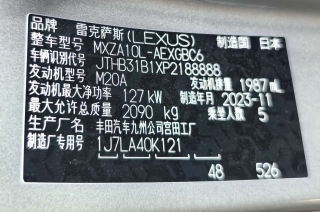 品牌 雷克萨斯(LEXUS) 制造国 日本
整车型号 MXZA10L-AEXGBC6
车辆识别代号 JTHB31B1XP2188888
发动机型号 M20A 发动机排量 1987 mL
发动机最大净功率 127 kW 制造年月 2023-11
最大允许总质量 2090 kg 乘坐人数 5
生产厂名 丰田汽车九州公司宫田工厂
制造厂专用号 1J7LA40K121
48 526